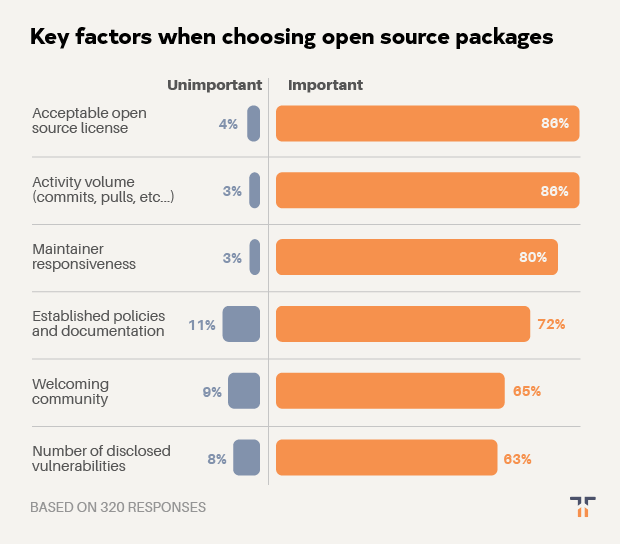 Key factors when choosing open source packages
Unimportant Important
Acceptable open
source license
4% 86%
Activity volume
(commits, pulls, etc...)
3% 86%
Maintainer
responsiveness
3% 80%
Established policies
and documentation
11% 72%
Welcoming
community
9% 65%
Number of disclosed
vulnerabilities
8% 63%
BASED ON 320 RESPONSES